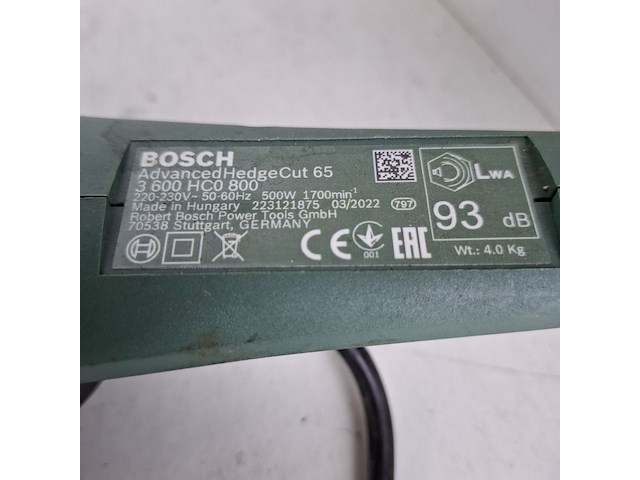 BOSCH
AdvancedHedgeCut 65
3 600 HC0 800
220-230V~ 50-60Hz 500W 1700min⁻¹
Made in Hungary 223121875 03/2022 797
Robert Bosch Power Tools GmbH
70538 Stuttgart, GERMANY
CE 001 EAC
LWA
93 dB
Wt.: 4.0 Kg